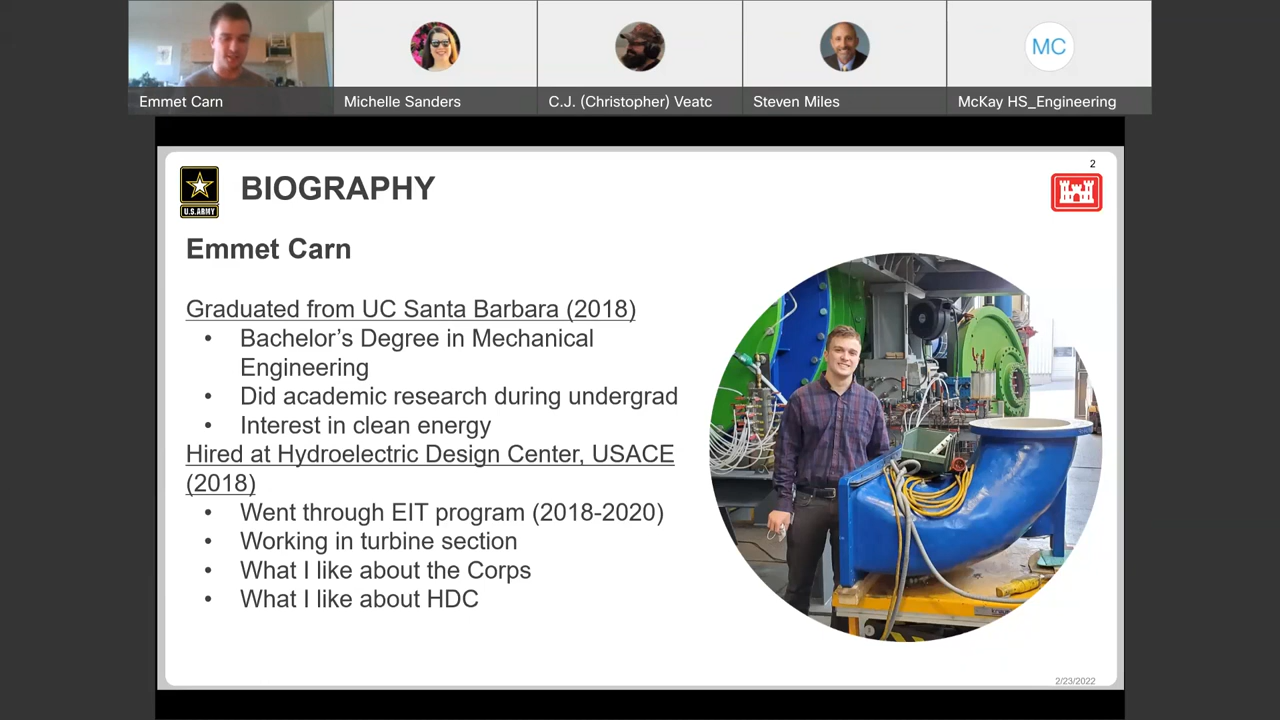 Emmet Carn
Michelle Sanders
C.J. (Christopher) Veatc
Steven Miles
MC
McKay HS_Engineering
2
U.S.ARMY
BIOGRAPHY
Emmet Carn
Graduated from UC Santa Barbara (2018)
• Bachelor's Degree in Mechanical
Engineering
• Did academic research during undergrad
• Interest in clean energy
Hired at Hydroelectric Design Center, USACE
(2018)
• Went through EIT program (2018-2020)
• Working in turbine section
• What I like about the Corps
• What I like about HDC
2/23/2022